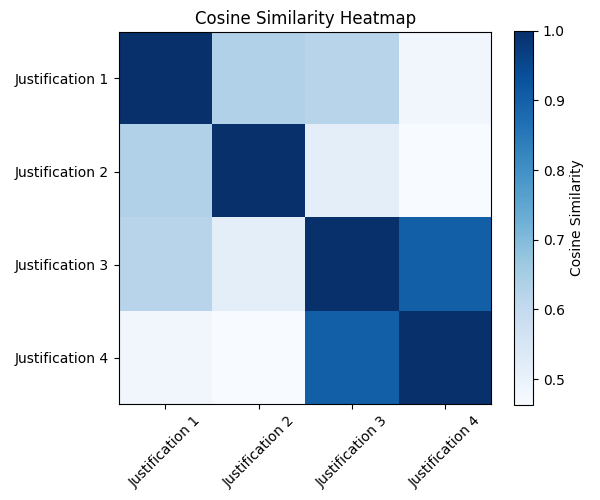 Cosine Similarity Heatmap
Justification 1
Justification 2
Justification 3
Justification 4
Justification 1
Justification 2
Justification 3
Justification 4
1.0
0.9
0.8
0.7
0.6
0.5
Cosine Similarity